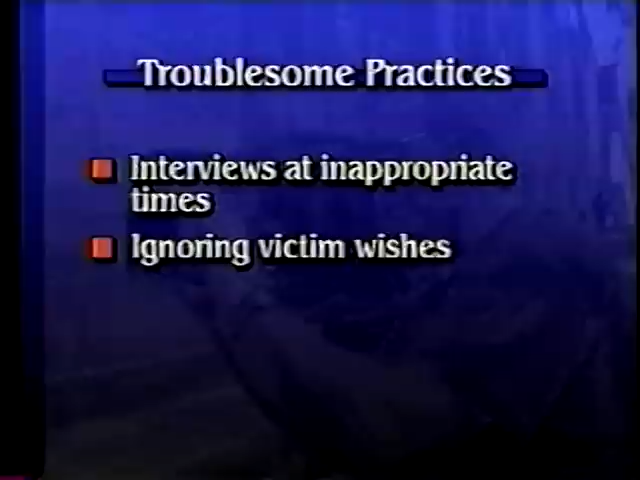 Troublesome Practices
Interviews at inappropriate
times
Ignoring victim wishes